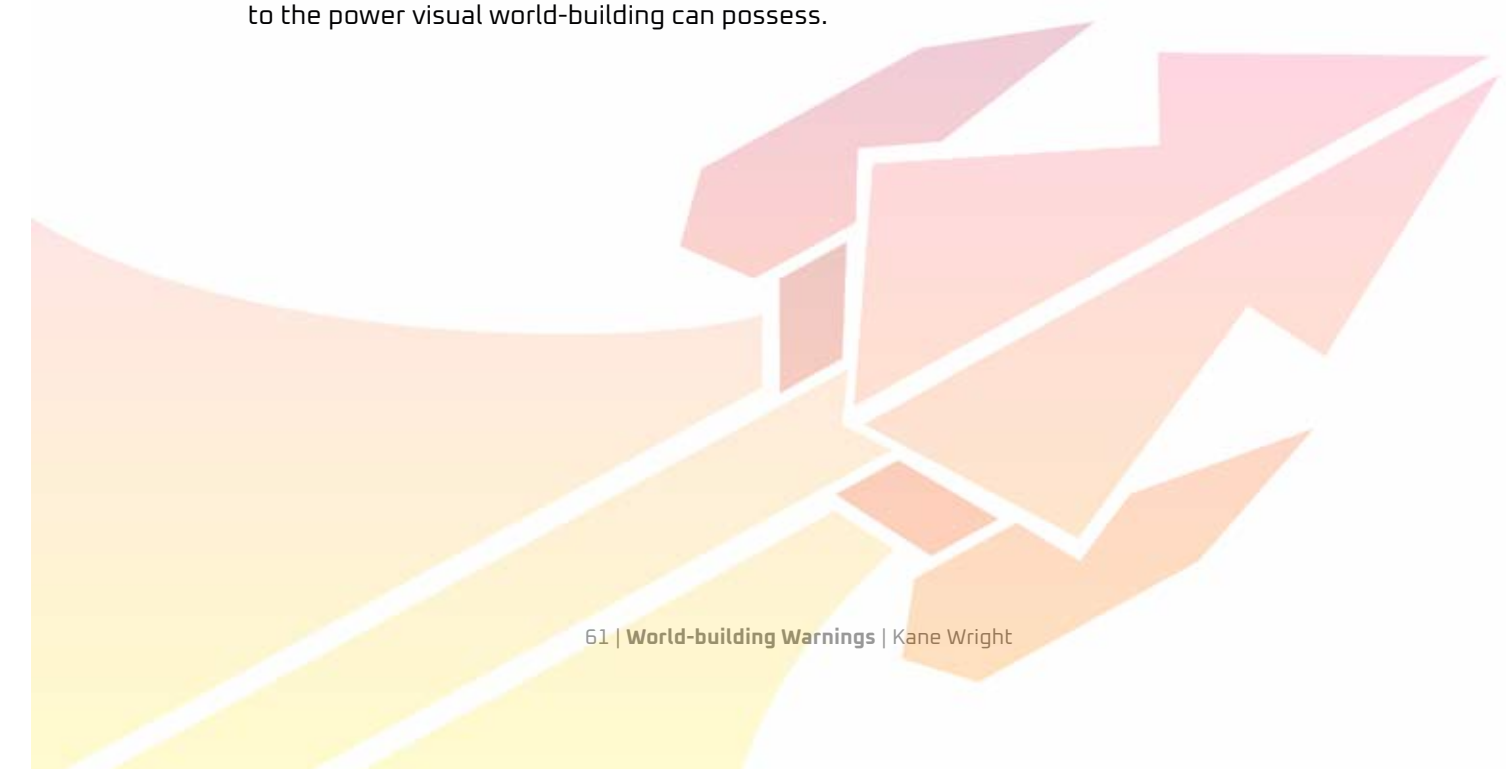 to the power visual world-building can possess.
61 | World-building Warnings | Kane Wright